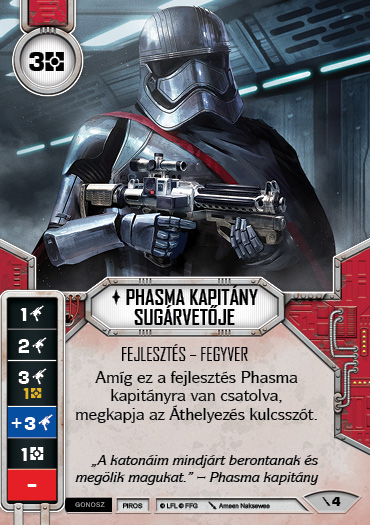 3
PHASMA KAPITÁNY
SUGÁRVETŐJE
1
2
3
1
+3
1
–
FEJLESZTÉS – FEGYVER
Amíg ez a fejlesztés Phasma
kapitányra van csatolva,
megkapja az Áthelyezés kulcsszót.
„A katonáim mindjárt berontanak és
megölik magukat.” – Phasma kapitány
GONOSZ PIROS © LFL © FFG Ameen Naksewee 4